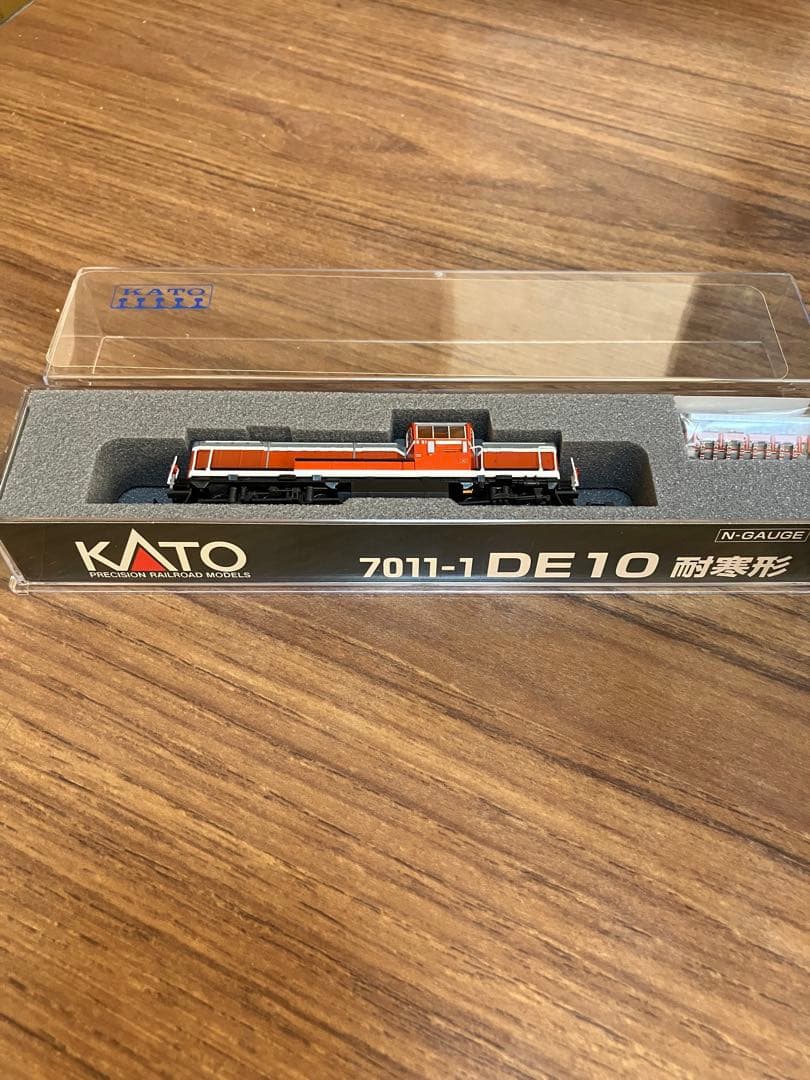 KATO
KATO
PRECISION RAILROAD MODELS
7011-1 DE10 耐寒形
N-GAUGE